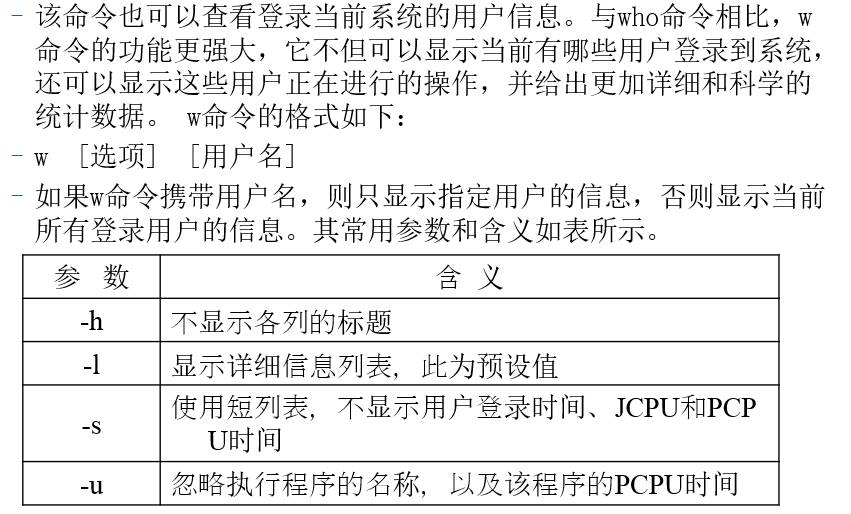 - 该命令也可以查看登录当前系统的用户信息。与who命令相比，w
命令的功能更强大，它不但可以显示当前有哪些用户登录到系统，
还可以显示这些用户正在进行的操作，并给出更加详细和科学的
统计数据。 w命令的格式如下：
- w ［选项］ ［用户名］
- 如果w命令携带用户名，则只显示指定用户的信息，否则显示当前
所有登录用户的信息。其常用参数和含义如表所示。
参 数 含 义
-h 不显示各列的标题
-l 显示详细信息列表，此为预设值
-s 使用短列表，不显示用户登录时间、JCPU和PCP
U时间
-u 忽略执行程序的名称，以及该程序的PCPU时间